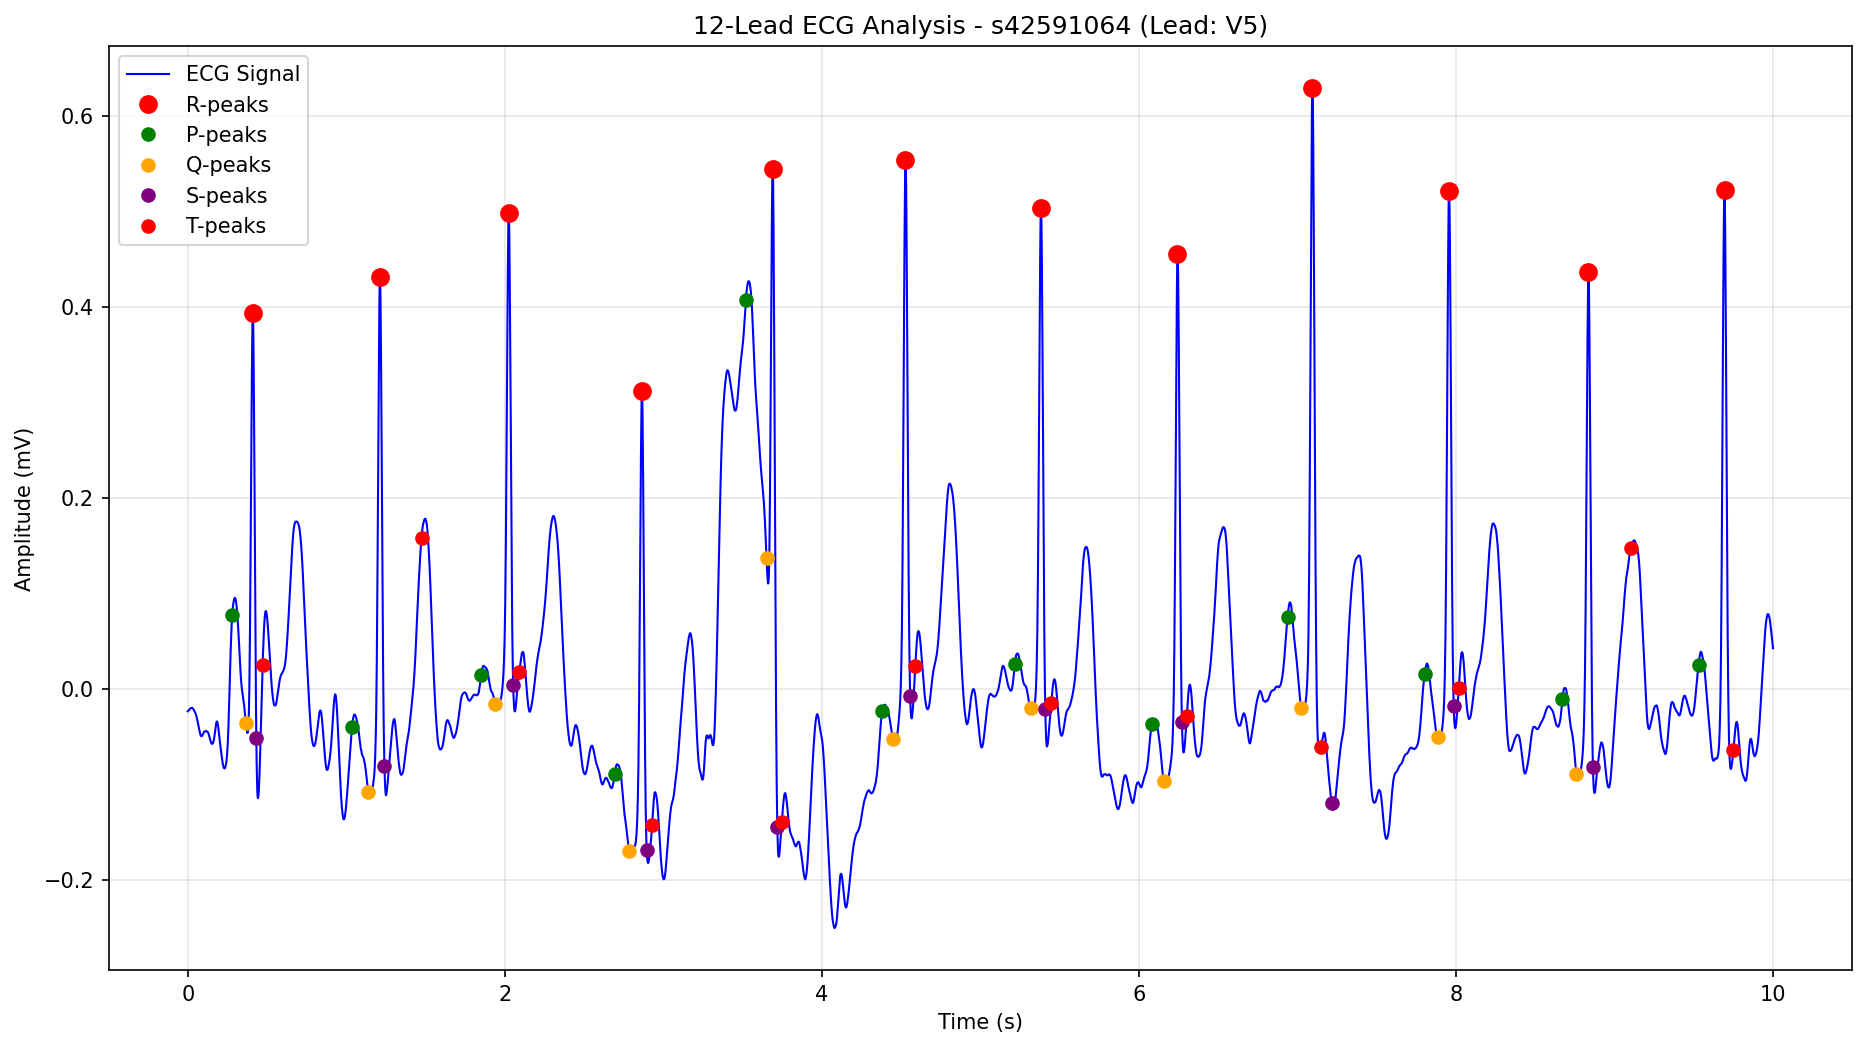 12-Lead ECG Analysis - s42591064 (Lead: V5)
ECG Signal
R-peaks
P-peaks
Q-peaks
S-peaks
T-peaks
Amplitude (mV)
0.6
0.4
0.2
0.0
−0.2
0 2 4 6 8 10
Time (s)